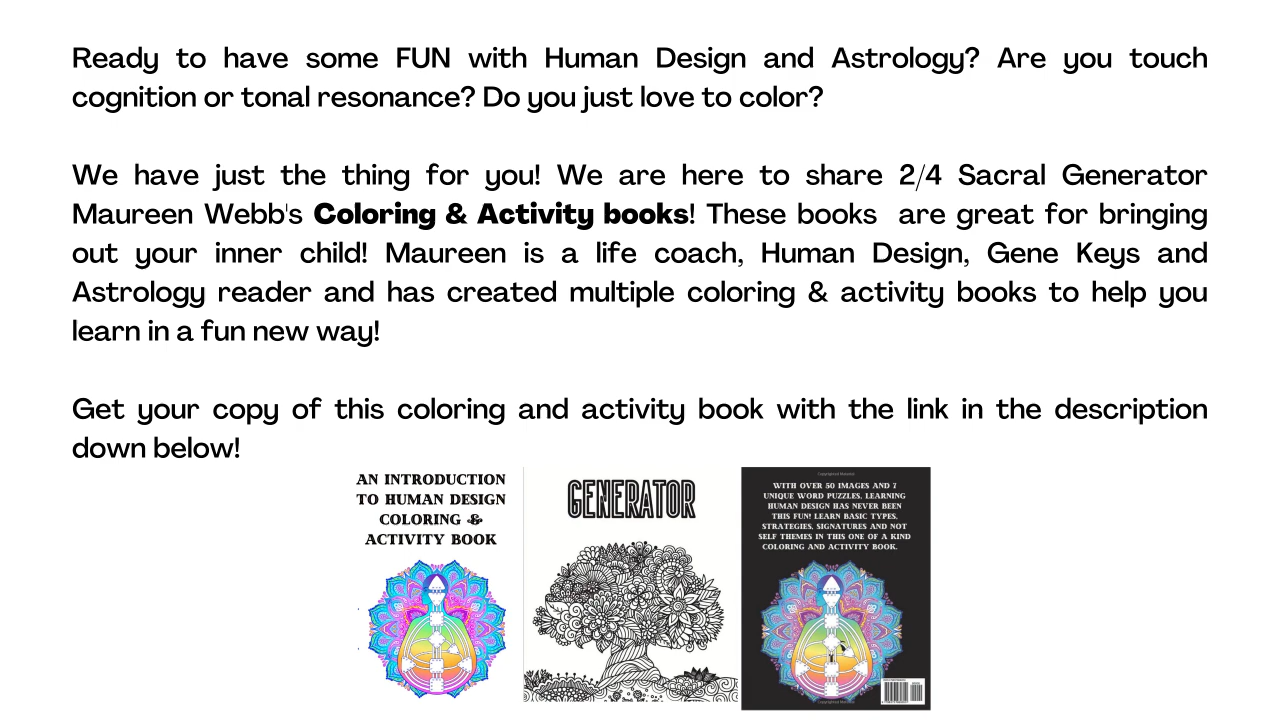 Ready to have some FUN with Human Design and Astrology? Are you touch
cognition or tonal resonance? Do you just love to color?
We have just the thing for you! We are here to share 2/4 Sacral Generator
Maureen Webb's Coloring & Activity books! These books are great for bringing
out your inner child! Maureen is a life coach, Human Design, Gene Keys and
Astrology reader and has created multiple coloring & activity books to help you
learn in a fun new way!
Get your copy of this coloring and activity book with the link in the description
down below!
AN INTRODUCTION
TO HUMAN DESIGN
COLORING &
ACTIVITY BOOK
GENERATOR
Copyrighted Material
WITH OVER 50 IMAGES AND 7
UNIQUE WORD PUZZLES, LEARNING
HUMAN DESIGN HAS NEVER BEEN
THIS FUN! LEARN BASIC TYPES,
STRATEGIES, SIGNATURES AND NOT
SELF THEMES IN THIS ONE OF A KIND
COLORING AND ACTIVITY BOOK.
Copyrighted Material